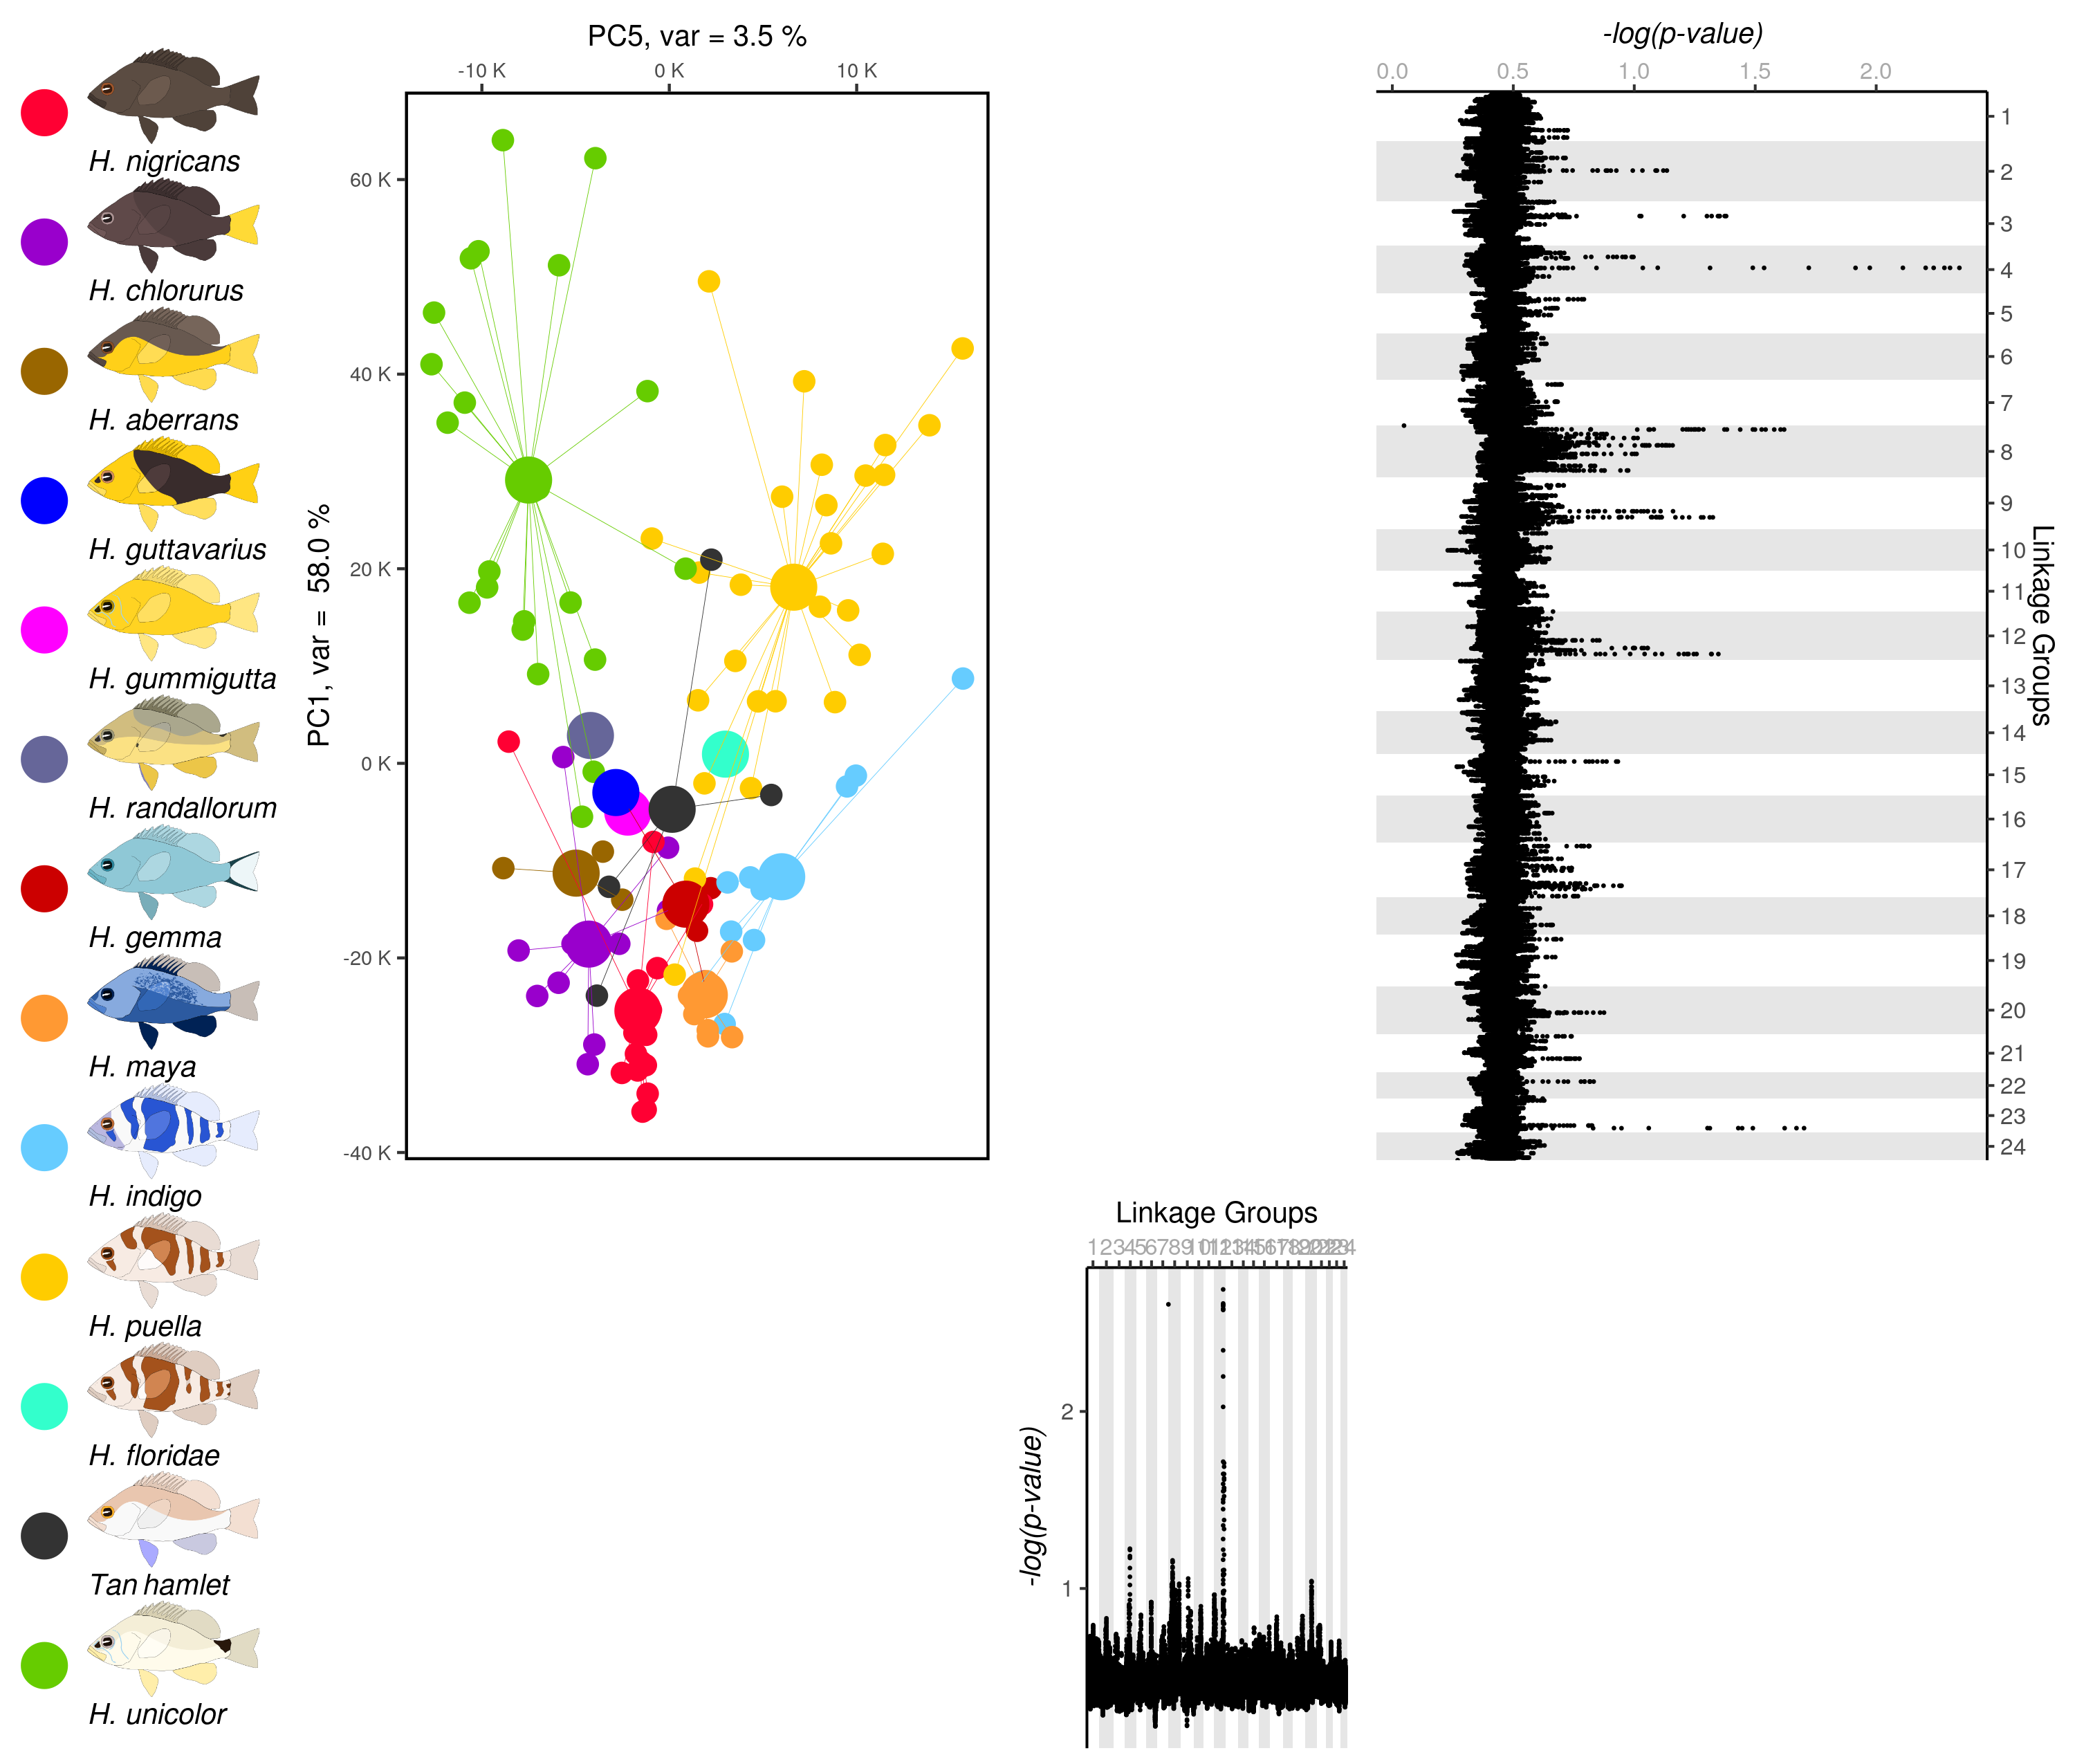 H. nigricans
H. chlorurus
H. aberrans
H. guttavarius
H. gummigutta
H. randallorum
H. gemma
H. maya
H. indigo
H. puella
H. floridae
Tan hamlet
H. unicolor
PC5, var = 3.5 %
-10 K 0 K 10 K
PC1, var = 58.0 %
60 K
40 K
20 K
0 K
-20 K
-40 K
-log(p-value)
0.0 0.5 1.0 1.5 2.0
1
2
3
4
5
6
7
8
9
10
11
12
13
14
15
16
17
18
19
20
21
22
23
24
Linkage Groups
Linkage Groups
-log(p-value)
2
1